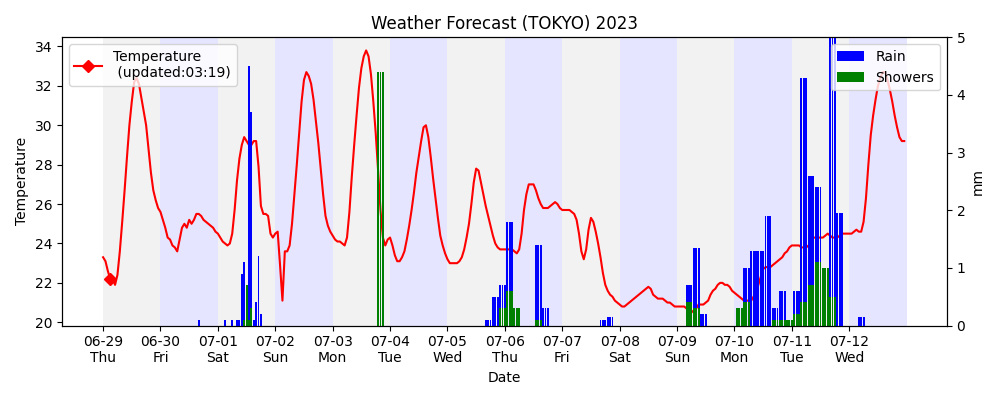 Weather Forecast (TOKYO) 2023
Temperature
(updated:03:19)
Rain
Showers
34
32
30
28
26
24
22
20
Temperature
5
4
3
2
1
0
mm
06-29 06-30 07-01 07-02 07-03 07-04 07-05 07-06 07-07 07-08 07-09 07-10 07-11 07-12
Thu Fri Sat Sun Mon Tue Wed Thu Fri Sat Sun Mon Tue Wed
Date